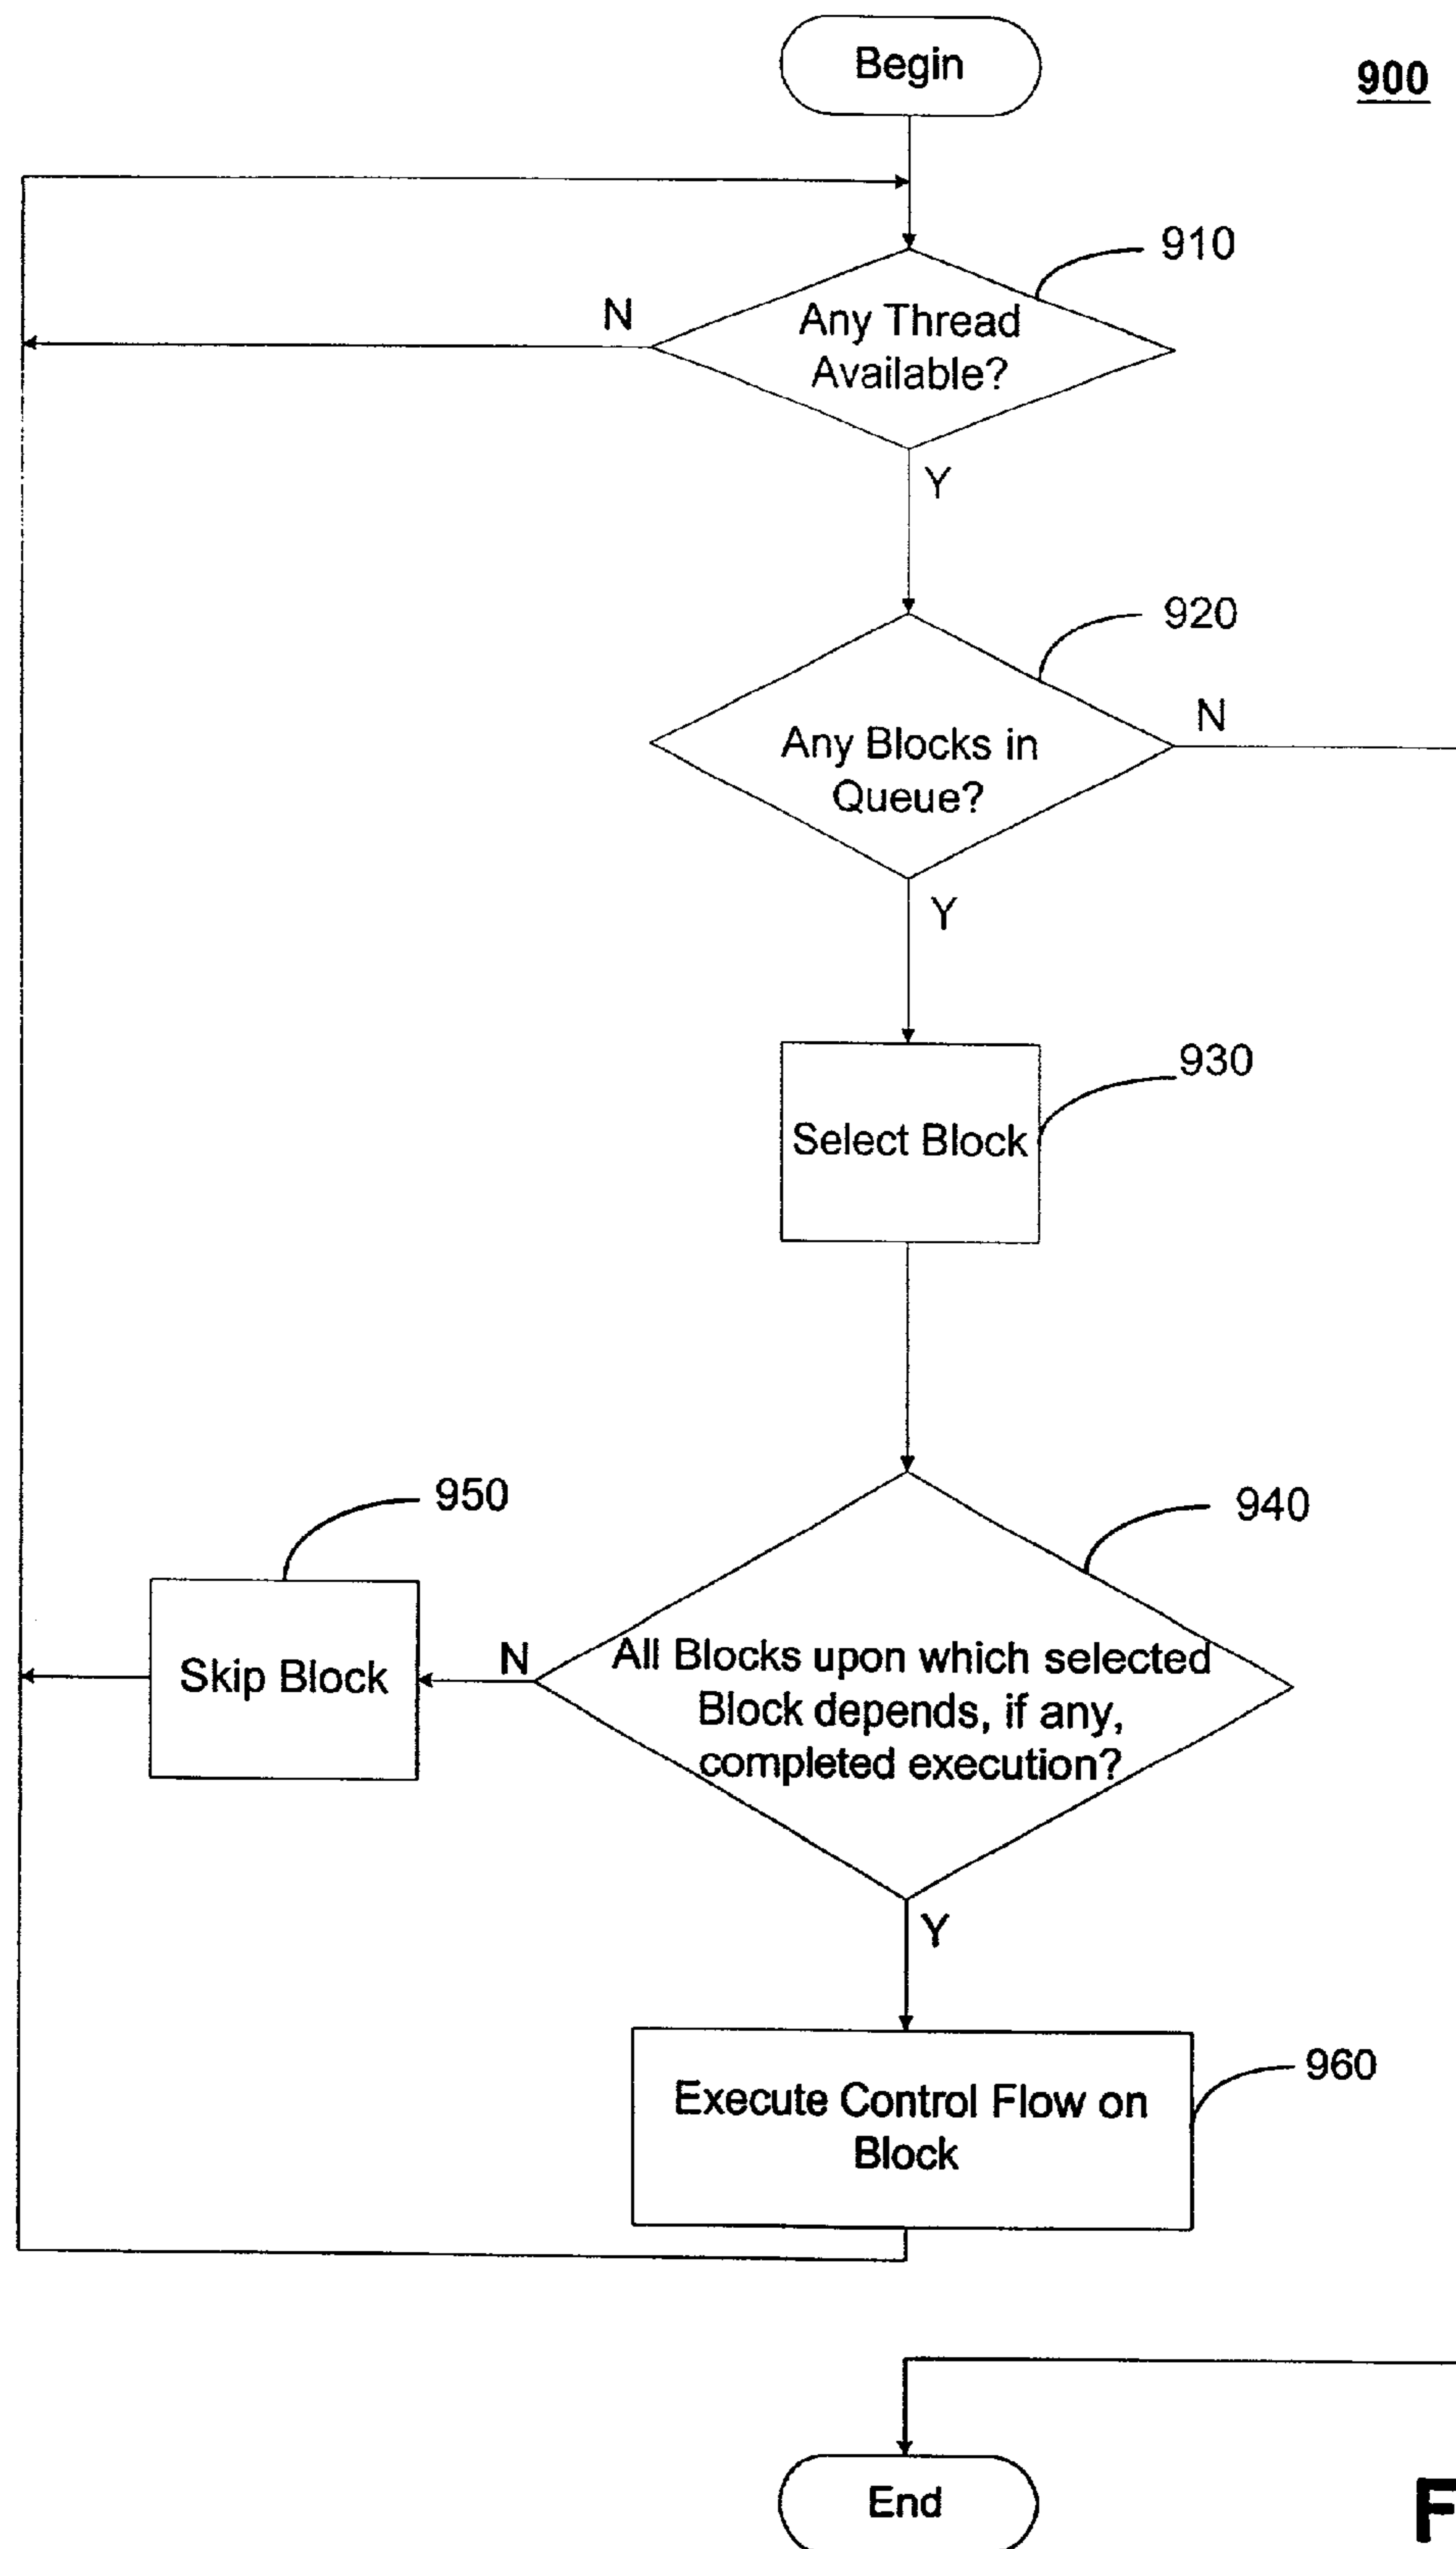 Begin
900
910
N
Any Thread
Available?
Y
920
N
Any Blocks in
Queue?
Y
930
Select Block
950
940
N
Skip Block
All Blocks upon which selected
Block depends, if any,
completed execution?
Y
960
Execute Control Flow on
Block
End
F